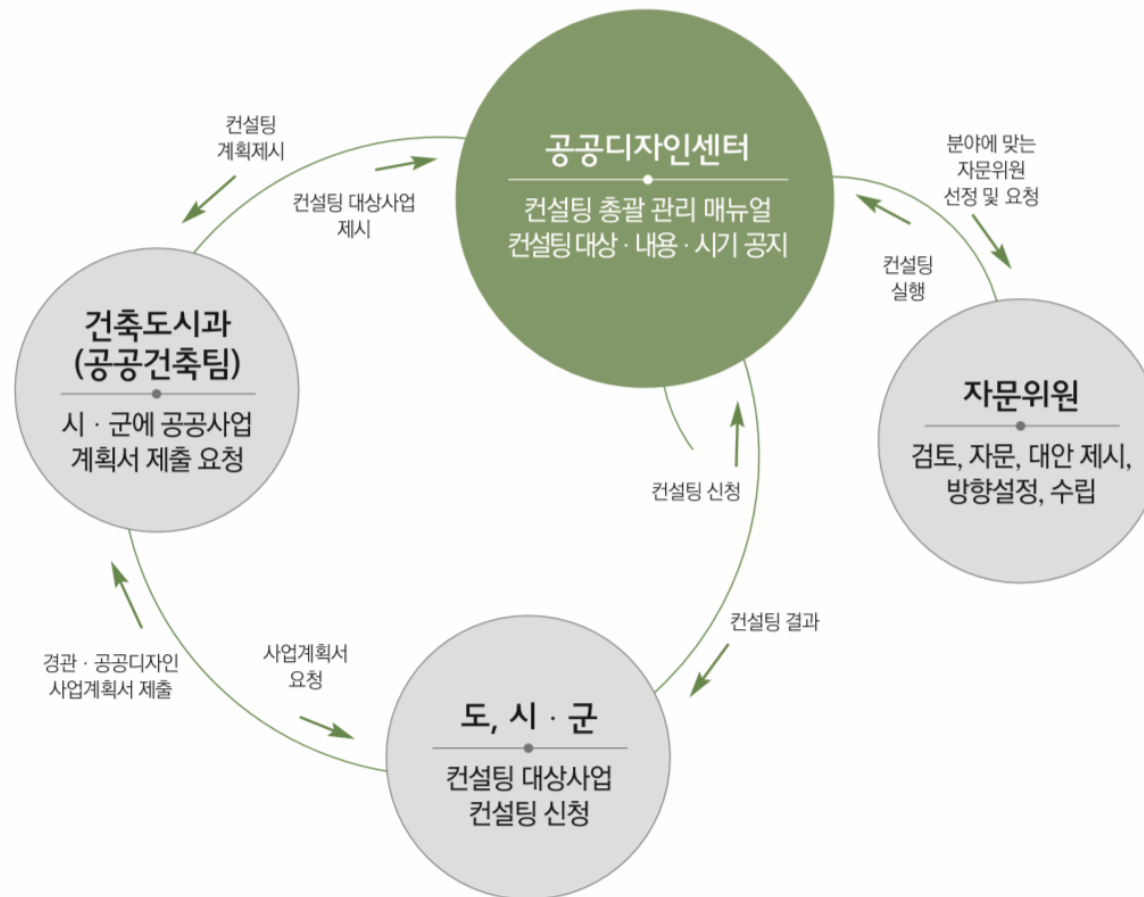 컨설팅
계획제시
컨설팅 대상사업
제시
공공디자인센터
컨설팅 총괄 관리 매뉴얼
컨설팅 대상 · 내용 · 시기 공지
분야에 맞는
자문위원
선정 및 요청
컨설팅
실행
건축도시과
(공공건축팀)
시 · 군에 공공사업
계획서 제출 요청
자문위원
검토, 자문, 대안 제시,
방향설정, 수립
컨설팅 신청
컨설팅 결과
경관 · 공공디자인
사업계획서 제출
사업계획서
요청
도, 시 · 군
컨설팅 대상사업
컨설팅 신청